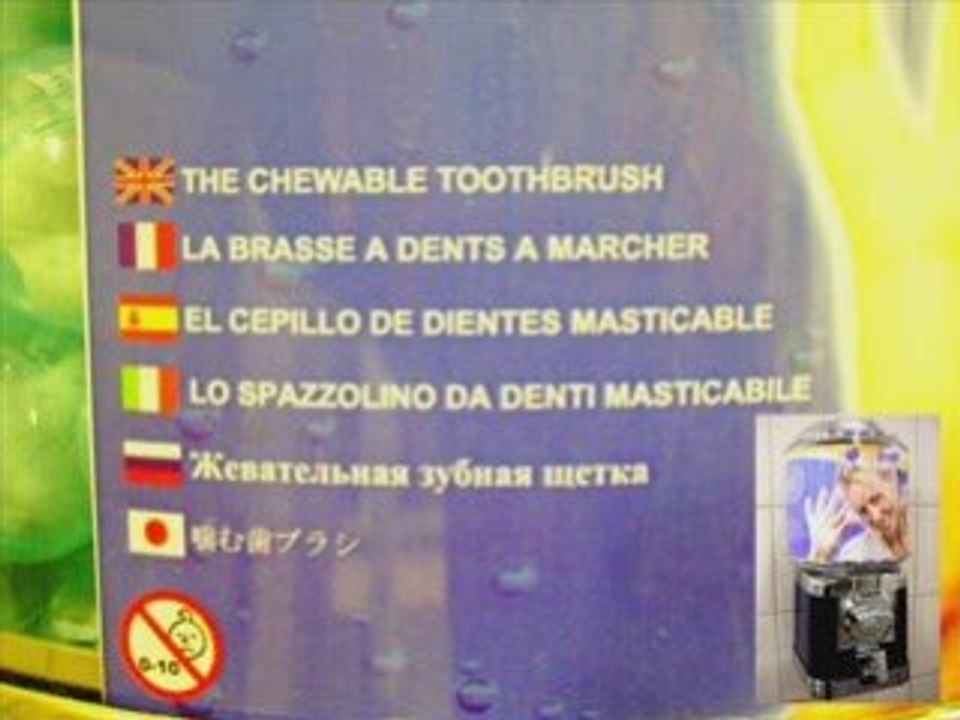 THE CHEWABLE TOOTHBRUSH
LA BRASSE A DENTS A MARCHER
EL CEPILLO DE DIENTES MASTICABLE
LO SPAZZOLINO DA DENTI MASTICABILE
Жевательная зубная щетка
噛む歯ブラシ
0-10